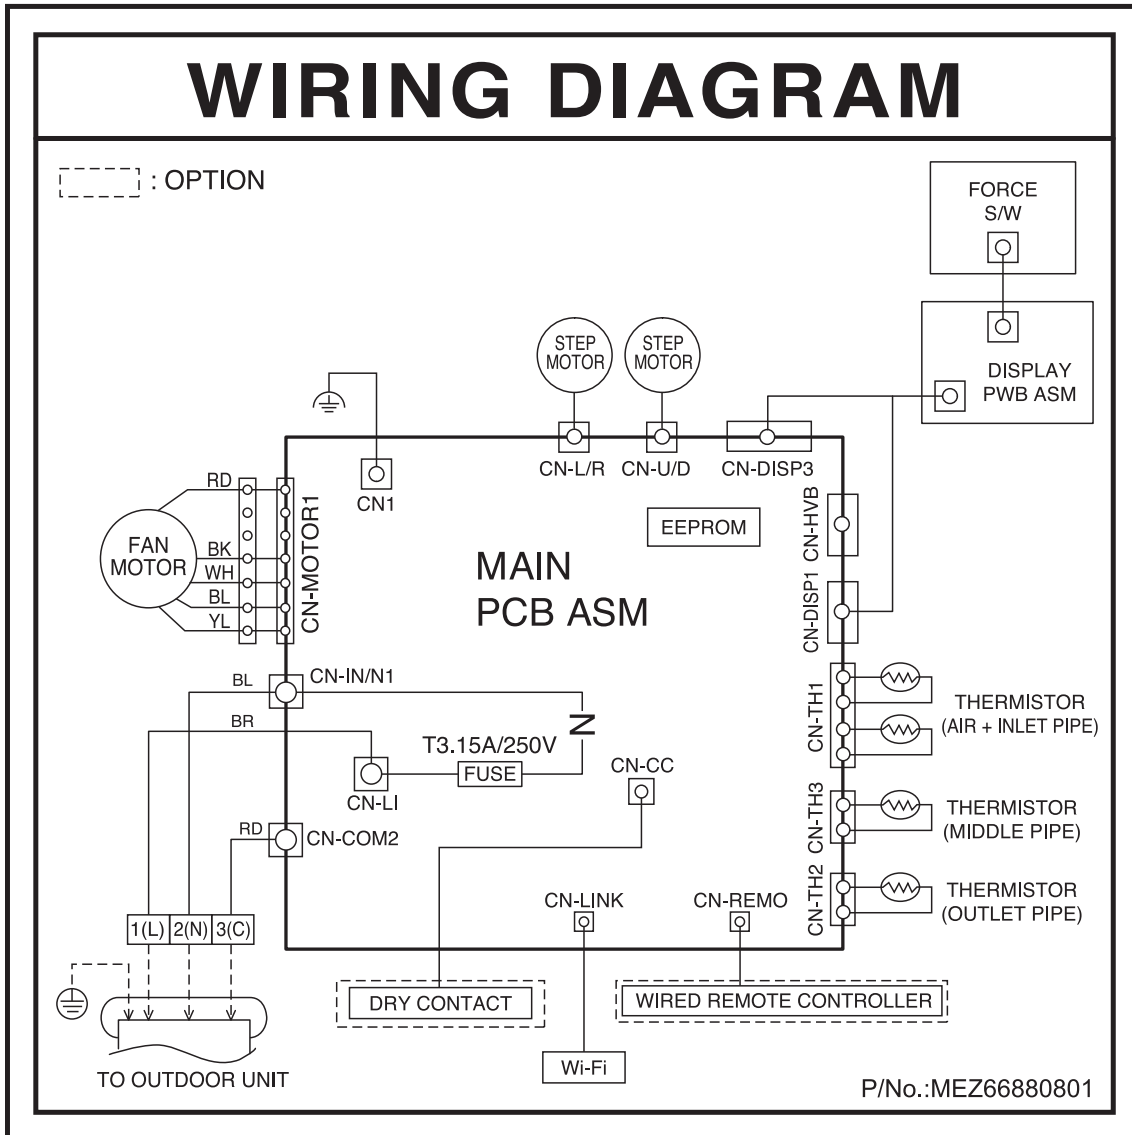 WIRING DIAGRAM
: OPTION
FORCE
S/W
DISPLAY
PWB ASM
STEP
MOTOR
STEP
MOTOR
CN-L/R
CN-U/D
CN-DISP3
CN1
RD
BK
WH
BL
YL
FAN
MOTOR
CN-MOTOR1
EEPROM
CN-HVB
CN-DISP1
MAIN
PCB ASM
BL
CN-IN/N1
BR
T3.15A/250V
FUSE
N
CN-LI
CN-CC
RD
CN-COM2
CN-TH1
THERMISTOR
(AIR + INLET PIPE)
CN-TH3
THERMISTOR
(MIDDLE PIPE)
CN-TH2
THERMISTOR
(OUTLET PIPE)
CN-LINK
CN-REMO
1(L) 2(N) 3(C)
DRY CONTACT
WIRED REMOTE CONTROLLER
Wi-Fi
TO OUTDOOR UNIT
P/No.:MEZ66880801